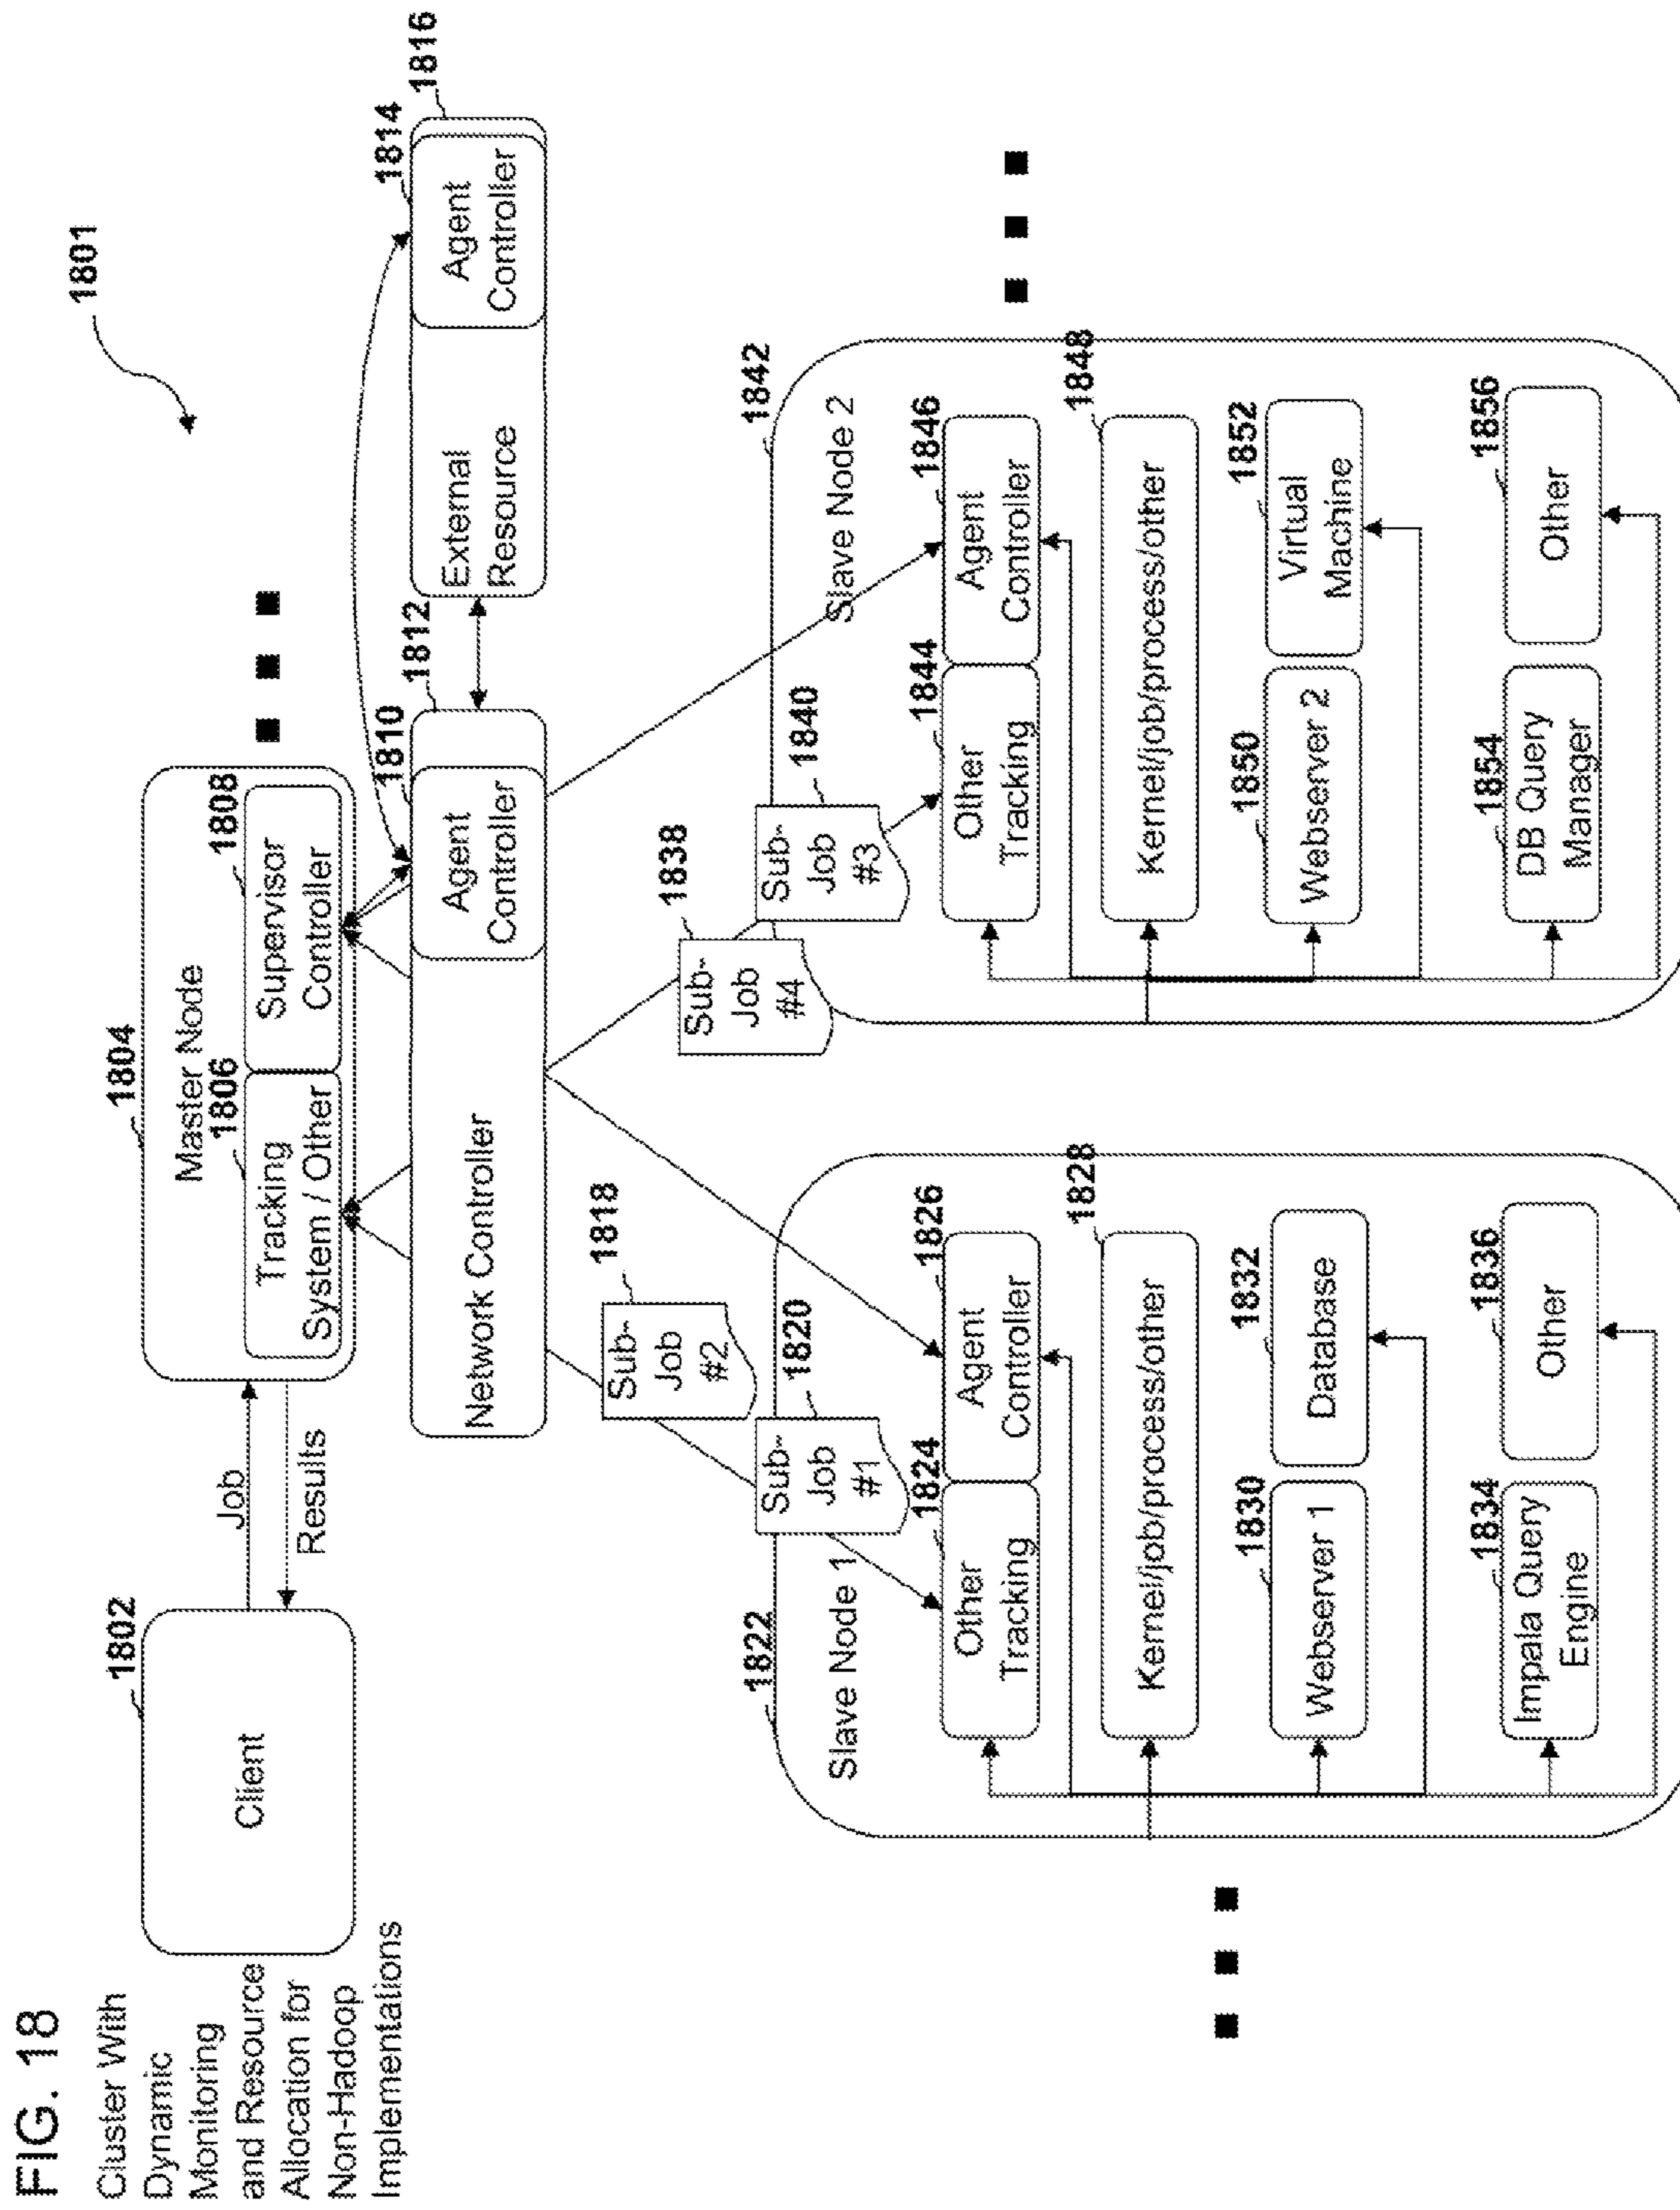 FIG. 18
Cluster With
Dynamic
Monitoring
and Resource
Allocation for
Non-Hadoop
Implementations
1801
1802
Client
Job
Results
1804
Master Node
1806
Tracking
System / Other
1808
Supervisor
Controller
Network Controller
1810
Agent
Controller
1812
External
Resource
1814
Agent
Controller
1816
1818
Sub-
Job
#2
1820
Sub-
Job
#1
1838
Sub-
Job
#4
1840
Sub-
Job
#3
1822
Slave Node 1
1824
Other
Tracking
1826
Agent
Controller
1828
Kernel/job/process/other
1830
Webserver 1
1832
Database
1834
Impala Query
Engine
1836
Other
1842
Slave Node 2
1844
Other
Tracking
1846
Agent
Controller
1848
Kernel/job/process/other
1850
Webserver 2
1852
Virtual
Machine
1854
DB Query
Manager
1856
Other